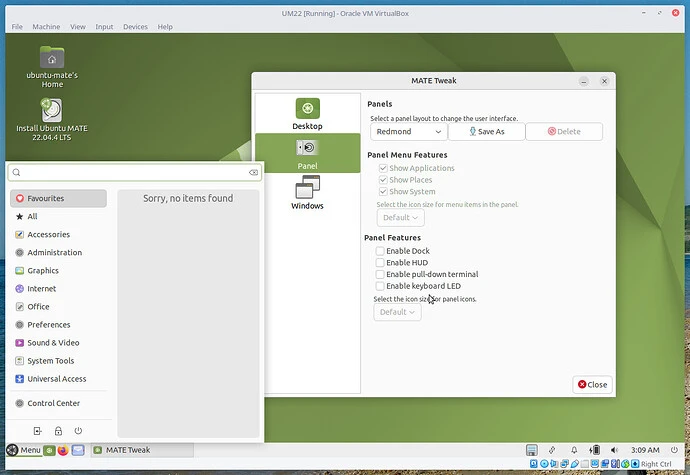 UM22 [Running] - Oracle VM VirtualBox
File Machine View Input Devices Help
ubuntu-mate's
Home
Install Ubuntu MATE
22.04.4 LTS
MATE Tweak
Desktop
Panel
Windows
Panels
Select a panel layout to change the user interface.
Redmond Save As Delete
Panel Menu Features
Show Applications
Show Places
Show System
Select the icon size for menu items in the panel.
Default
Panel Features
Enable Dock
Enable HUD
Enable pull-down terminal
Enable keyboard LED
Select the icon size for panel icons.
Default
Close
Favourites
All
Accessories
Administration
Graphics
Internet
Office
Preferences
Sound & Video
System Tools
Universal Access
Control Center
Sorry, no items found
Menu MATE Tweak 3:09 AM
Right Ctrl